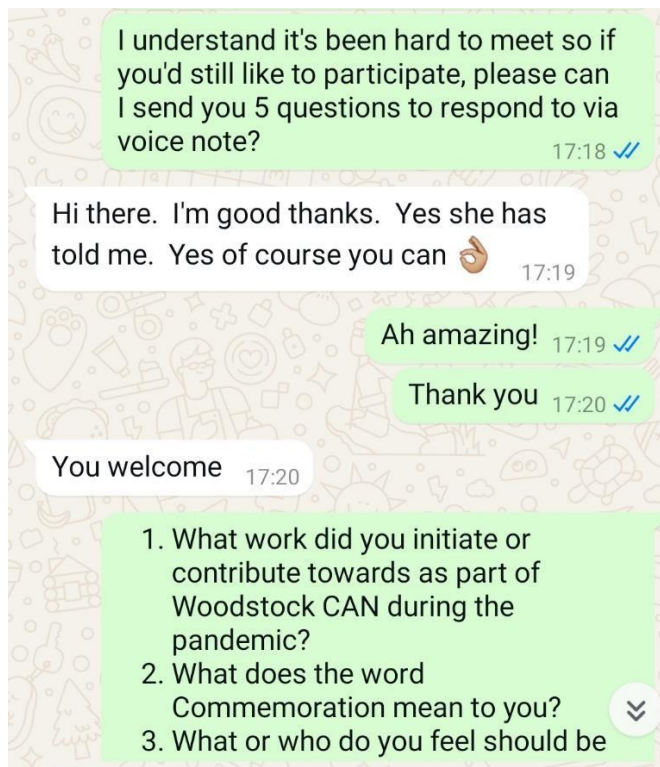 I understand it's been hard to meet so if
you'd still like to participate, please can
I send you 5 questions to respond to via
voice note?
17:18
Hi there.  I'm good thanks.  Yes she has
told me.  Yes of course you can 👌🏼
17:19
Ah amazing! 17:19
Thank you 17:20
You welcome 17:20
1. What work did you initiate or
contribute towards as part of
Woodstock CAN during the
pandemic?
2. What does the word
Commemoration mean to you?
3. What or who do you feel should be